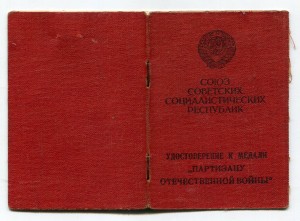 СОЮЗ
СОВЕТСКИХ
СОЦИАЛИСТИЧЕСКИХ
РЕСПУБЛИК
УДОСТОВЕРЕНИЕ К МЕДАЛИ
„ПАРТИЗАНУ
ОТЕЧЕСТВЕННОЙ ВОЙНЫ"